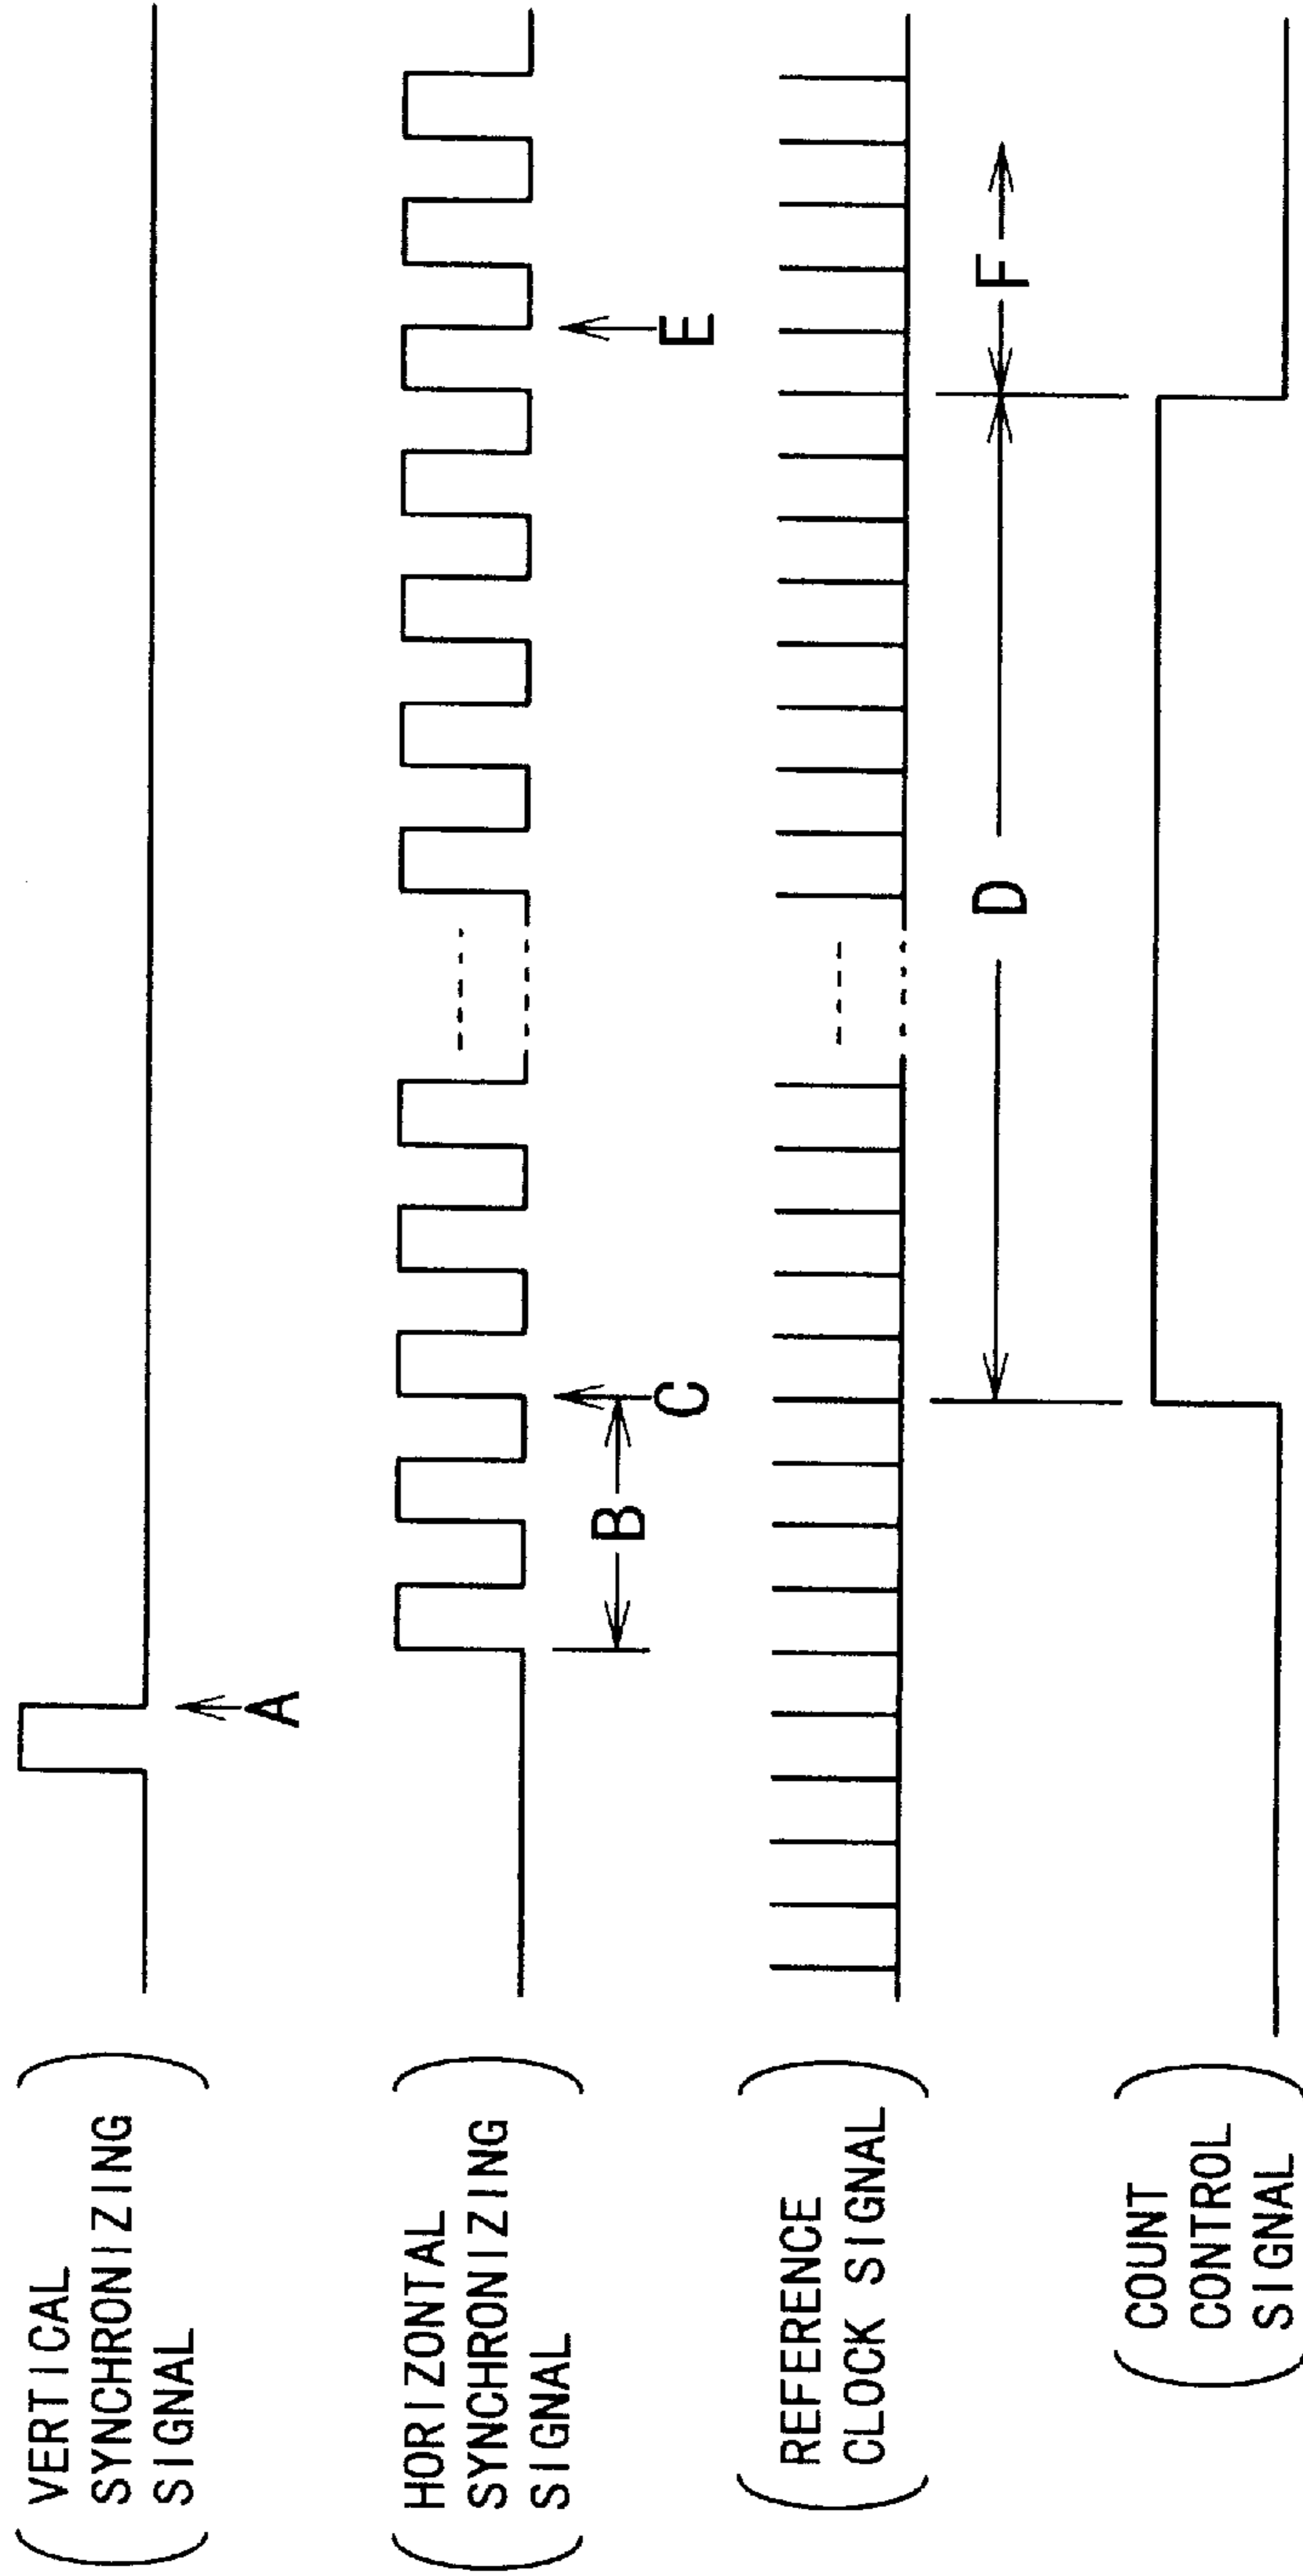 VERTICAL
SYNCHRONIZING
SIGNAL
A
HORIZONTAL
SYNCHRONIZING
SIGNAL
B
C
E
REFERENCE
CLOCK SIGNAL
D
F
COUNT
CONTROL
SIGNAL